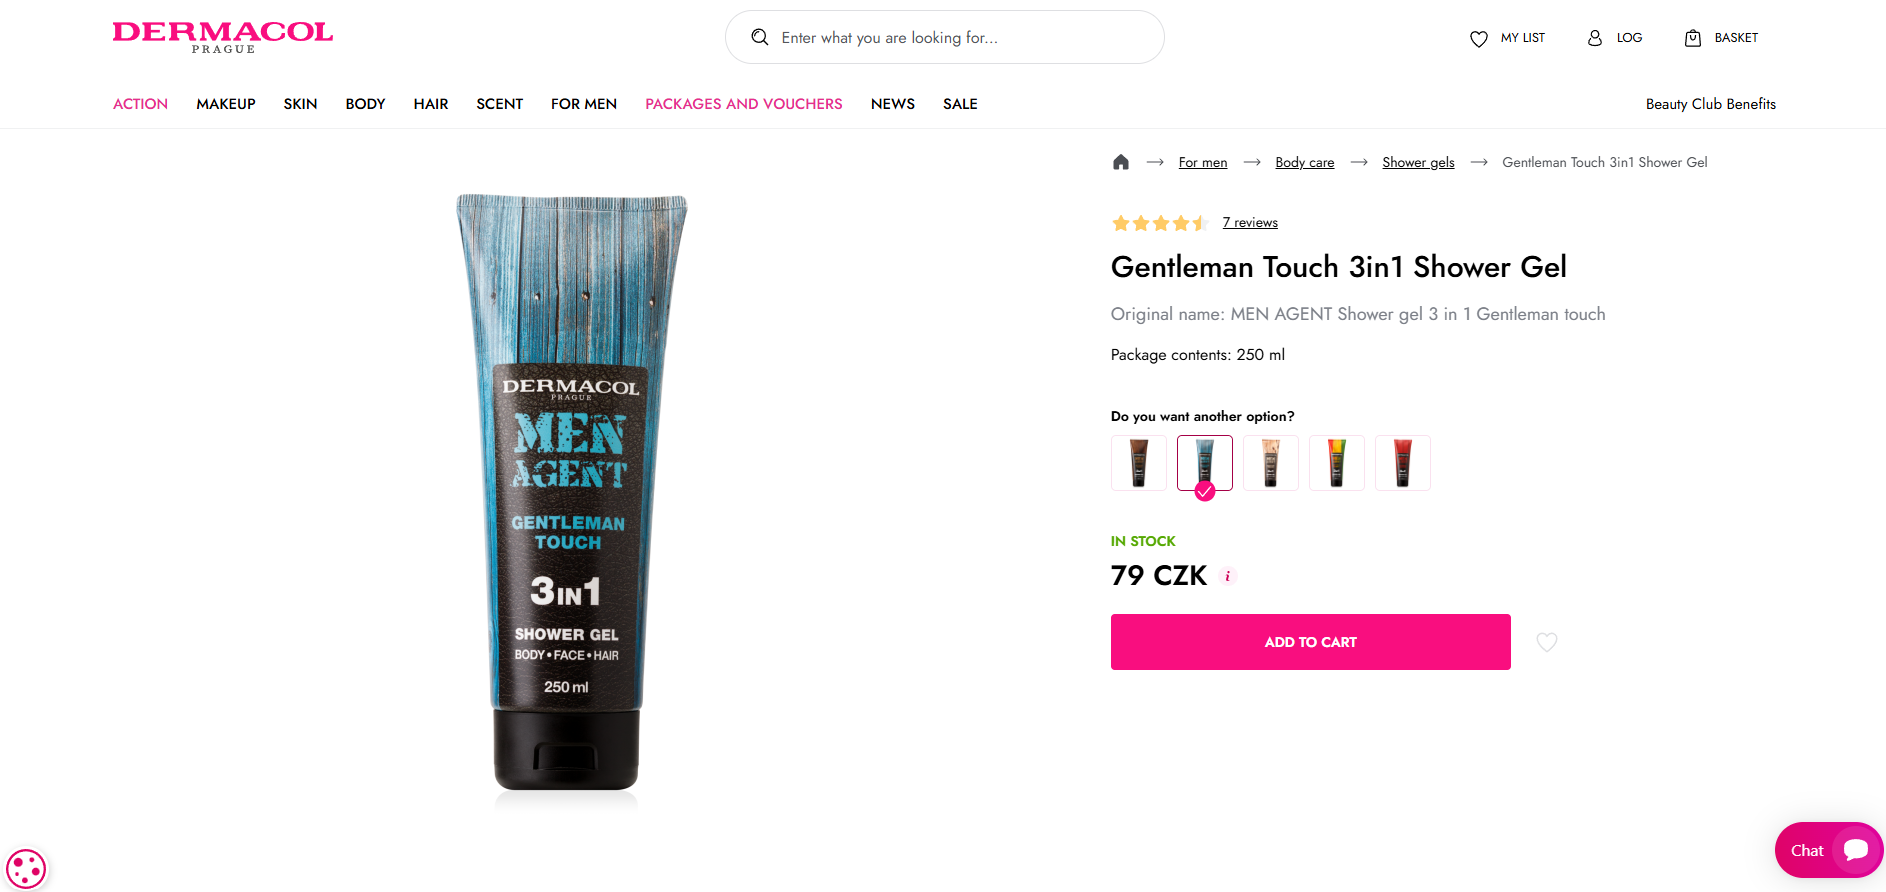 DERMACOL
PRAGUE
Enter what you are looking for...
MY LIST
LOG
BASKET
ACTION
MAKEUP
SKIN
BODY
HAIR
SCENT
FOR MEN
PACKAGES AND VOUCHERS
NEWS
SALE
Beauty Club Benefits
For men
Body care
Shower gels
Gentleman Touch 3in1 Shower Gel
7 reviews
Gentleman Touch 3in1 Shower Gel
Original name: MEN AGENT Shower gel 3 in 1 Gentleman touch
Package contents: 250 ml
Do you want another option?
IN STOCK
79 CZK i
ADD TO CART
DERMACOL
PRAGUE
MEN
AGENT
GENTLEMAN
TOUCH
3IN1
SHOWER GEL
BODY • FACE • HAIR
250 ml
Chat